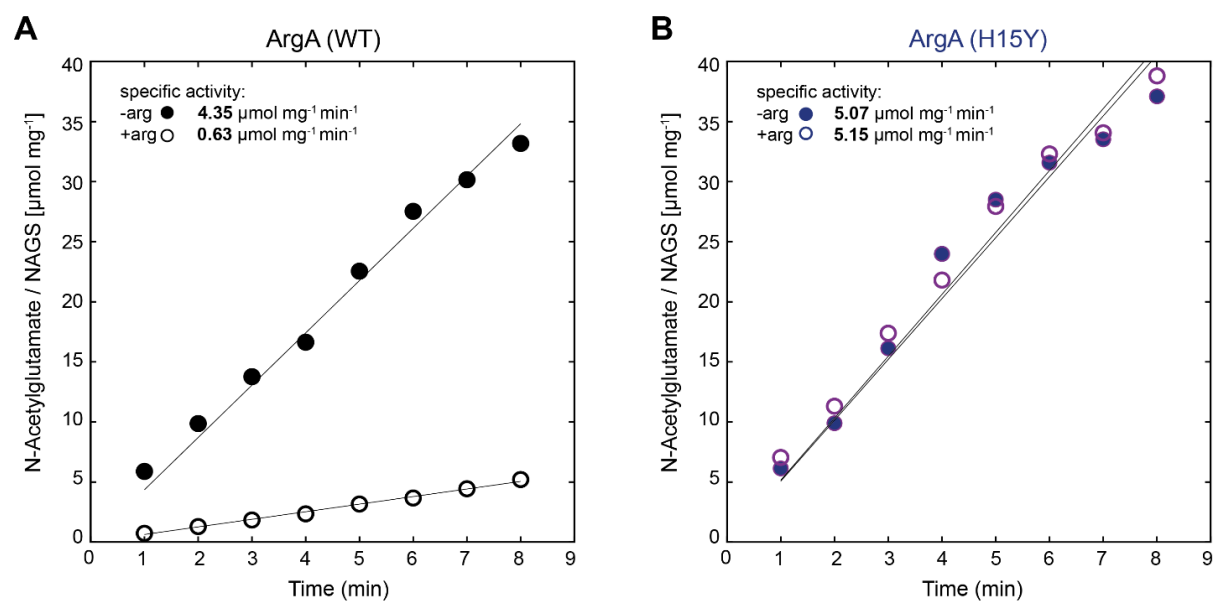 A
ArgA (WT)
specific activity:
-arg 4.35 µmol mg⁻¹ min⁻¹
+arg 0.63 µmol mg⁻¹ min⁻¹
N-Acetylglutamate / NAGS [µmol mg⁻¹]
40
35
30
25
20
15
10
5
0
0 1 2 3 4 5 6 7 8 9
Time (min)
B
ArgA (H15Y)
specific activity:
-arg 5.07 µmol mg⁻¹ min⁻¹
+arg 5.15 µmol mg⁻¹ min⁻¹
N-Acetylglutamate / NAGS [µmol mg⁻¹]
40
35
30
25
20
15
10
5
0
0 1 2 3 4 5 6 7 8 9
Time (min)